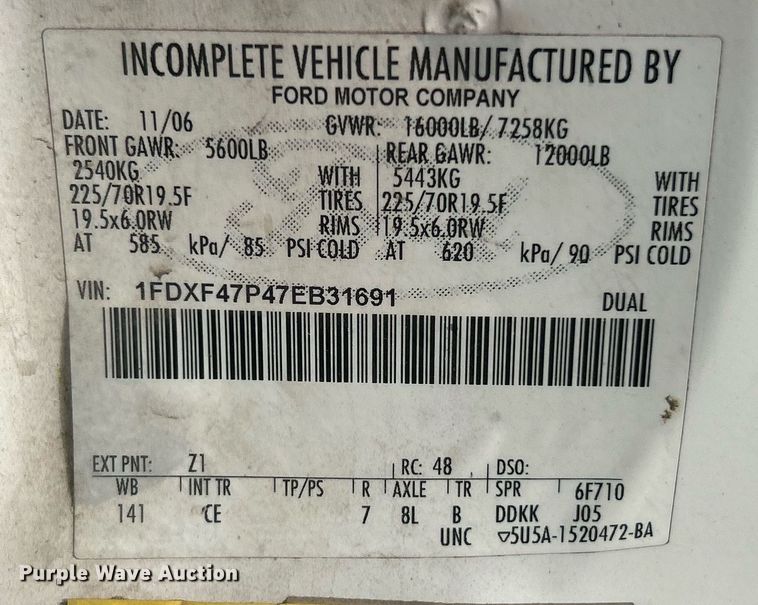 INCOMPLETE VEHICLE MANUFACTURED BY
FORD MOTOR COMPANY
DATE: 11/06 GVWR: 16000LB/ 7258KG
FRONT GAWR: 5600LB REAR GAWR: 12000LB
2540KG WITH 5443KG WITH
225/70R19.5F TIRES 225/70R19.5F TIRES
19.5x6.0RW RIMS 19.5x6.0RW RIMS
AT 585 kPa/ 85 PSI COLD AT 620 kPa/ 90 PSI COLD
VIN: 1FDXF47P47EB31691 DUAL
EXT PNT: Z1 RC: 48 DSO:
WB INT TR TP/PS R AXLE TR SPR 6F710
141 CE 7 8L B DDKK J05
UNC ▽5U5A-1520472-BA
Purple Wave Auction